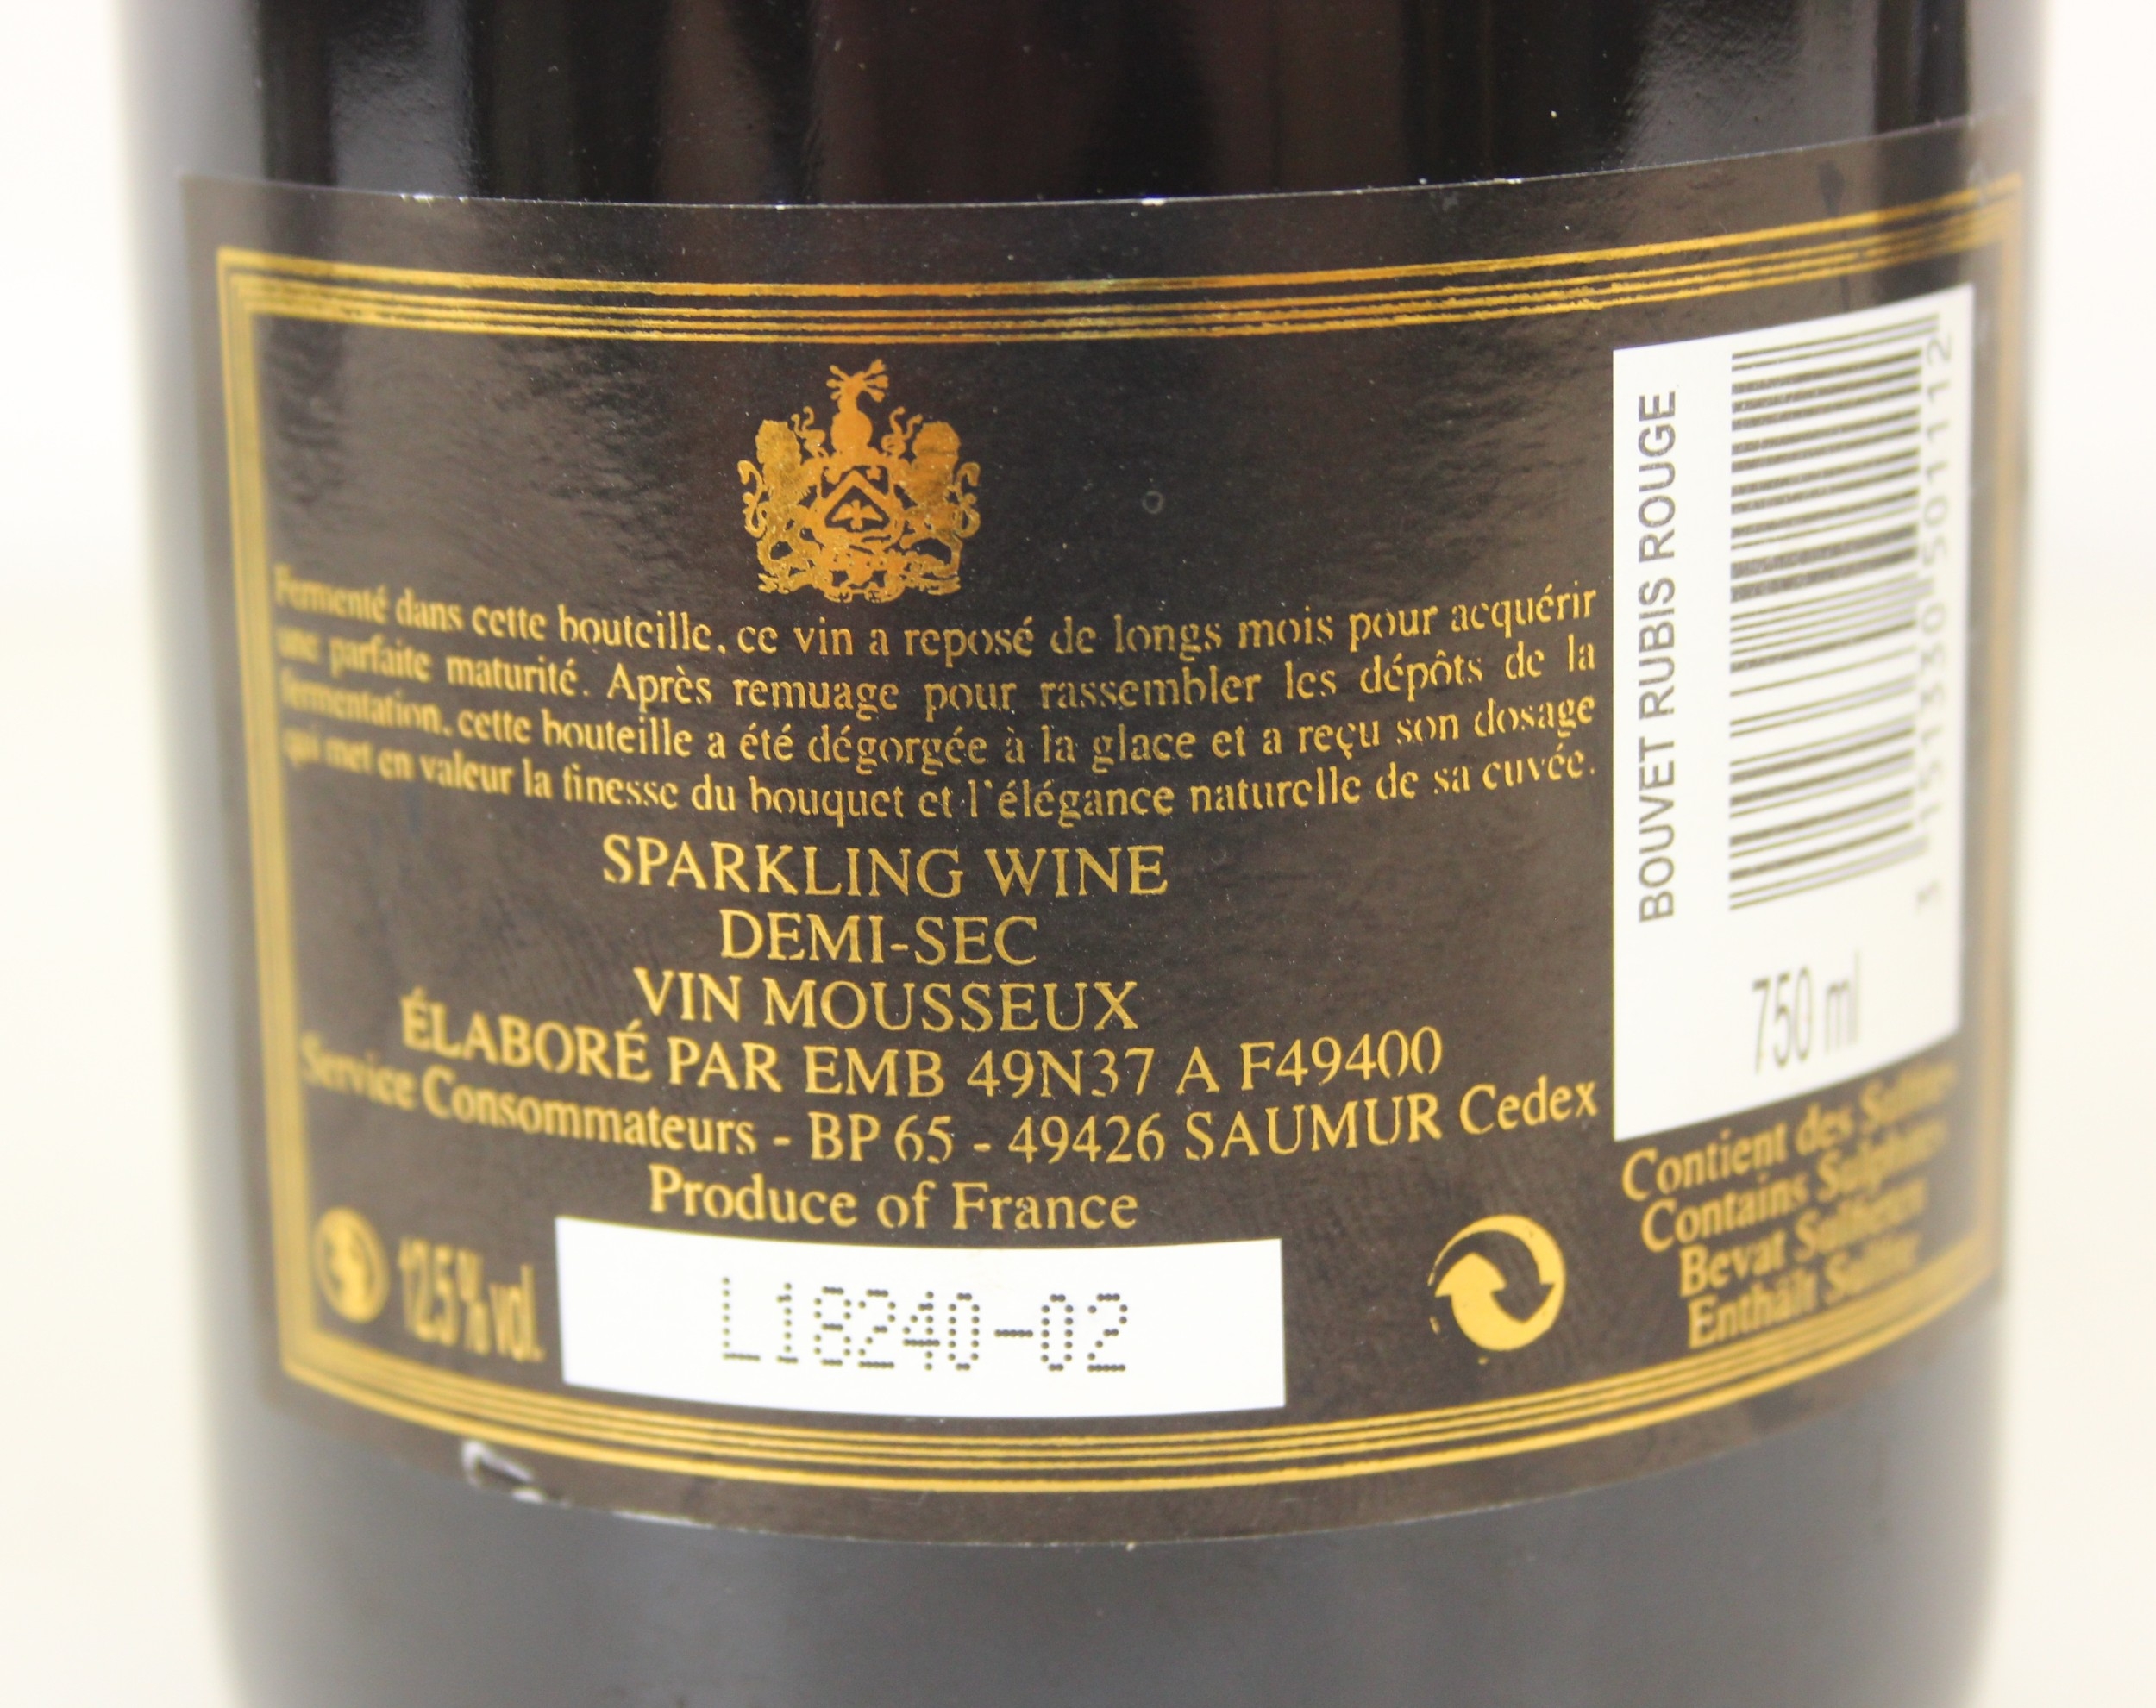 Fermenté dans cette bouteille, ce vin a reposé de longs mois pour acquérir
une parfaite maturité. Après remuage pour rassembler les dépôts de la
fermentation, cette bouteille a été dégorgée à la glace et a reçu son dosage
qui met en valeur la finesse du bouquet et l'élégance naturelle de sa cuvée.
SPARKLING WINE
DEMI-SEC
VIN MOUSSEUX
ÉLABORÉ PAR EMB 49N37 A F49400
Service Consommateurs - BP 65 - 49426 SAUMUR Cedex
Produce of France
12.5 % vol.
L18240-02
BOUVET RUBIS ROUGE
3 151330 501112
750 ml
Contient des Sulfites
Contains Sulphites
Bevat Sulfieten
Enthält Sulfite